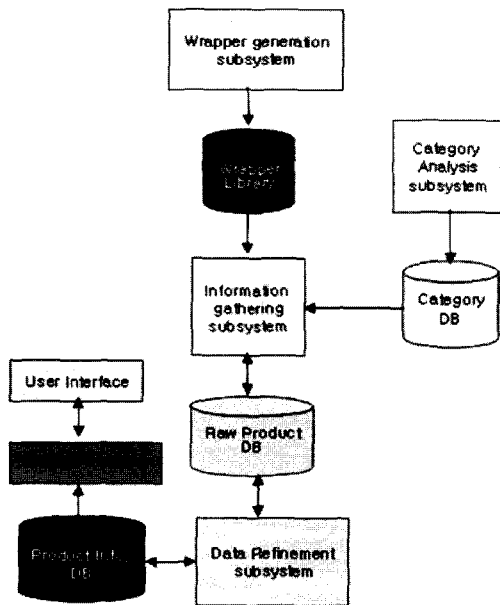 Wrapper generation
subsystem
Wrapper
Library
Category
Analysis
subsystem
Information
gathering
subsystem
Category
DB
User Interface
Raw Product
DB
Product Info.
DB
Data Refinement
subsystem